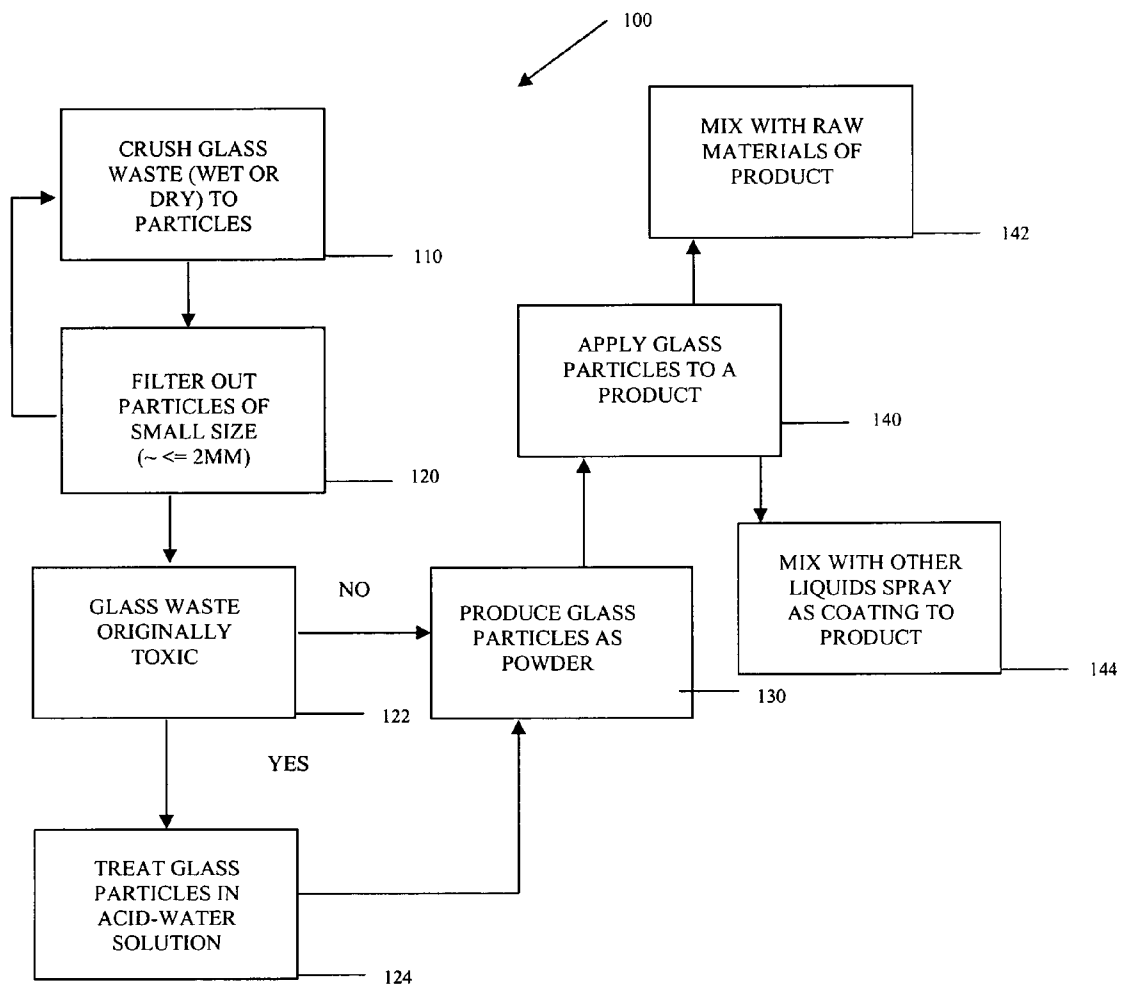 100
CRUSH GLASS
WASTE (WET OR
DRY) TO
PARTICLES
110
FILTER OUT
PARTICLES OF
SMALL SIZE
(~ <= 2MM)
120
GLASS WASTE
ORIGINALLY
TOXIC
122
NO
YES
TREAT GLASS
PARTICLES IN
ACID-WATER
SOLUTION
124
PRODUCE GLASS
PARTICLES AS
POWDER
130
APPLY GLASS
PARTICLES TO A
PRODUCT
140
MIX WITH RAW
MATERIALS OF
PRODUCT
142
MIX WITH OTHER
LIQUIDS SPRAY
AS COATING TO
PRODUCT
144